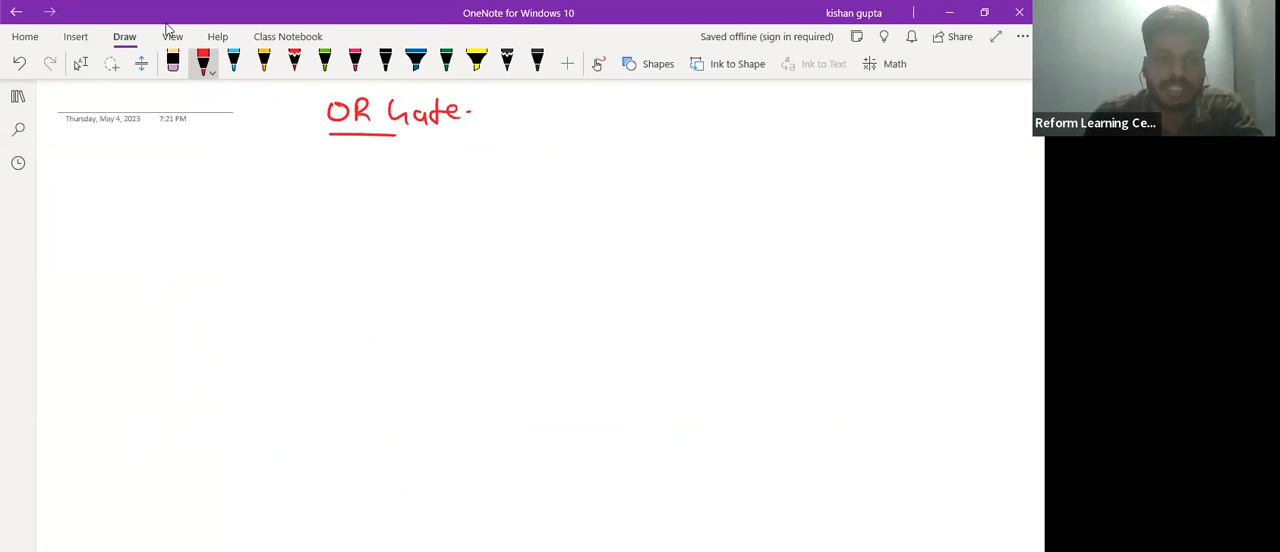 OneNote for Windows 10
kishan gupta
Home Insert Draw View Help Class Notebook
Saved offline (sign in required) Share
Shapes Ink to Shape Ink to Text Math
OR Gate.
Thursday, May 4, 2023 7:21 PM
Reform Learning Ce...